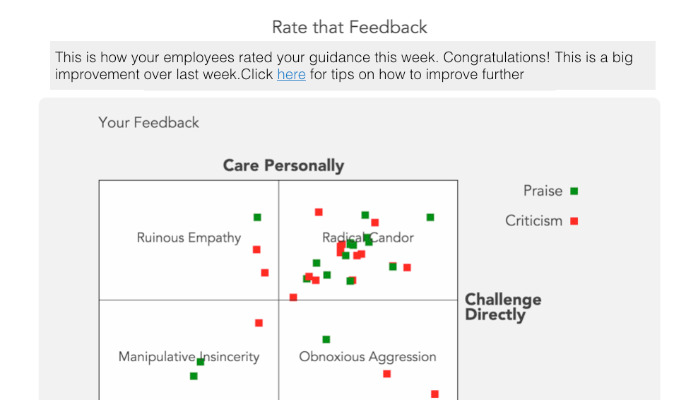 Rate that Feedback
This is how your employees rated your guidance this week. Congratulations! This is a big
improvement over last week.Click here for tips on how to improve further
Your Feedback
Care Personally
Praise
Criticism
Ruinous Empathy
Radical Candor
Challenge
Directly
Manipulative Insincerity
Obnoxious Aggression